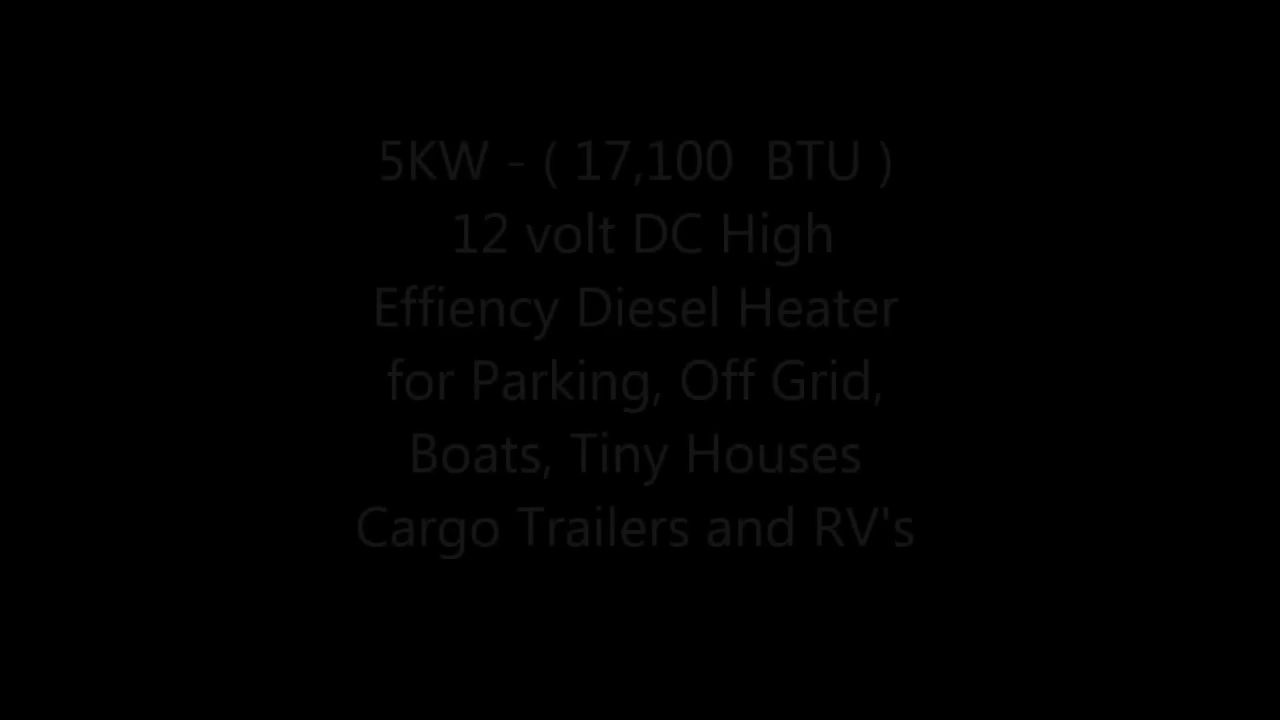 5KW - ( 17,100  BTU )
12 volt DC High
Effiency Diesel Heater
for Parking, Off Grid,
Boats, Tiny Houses
Cargo Trailers and RV's